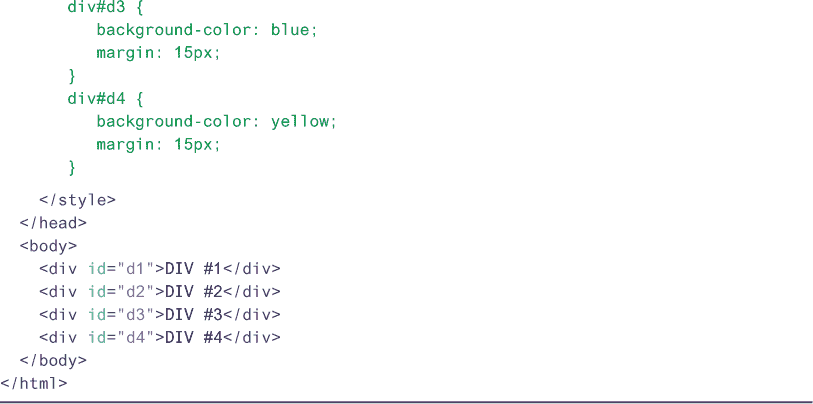 div#d3 {
background-color: blue;
margin: 15px;
}
div#d4 {
background-color: yellow;
margin: 15px;
}
</style>
</head>
<body>
<div id="d1">DIV #1</div>
<div id="d2">DIV #2</div>
<div id="d3">DIV #3</div>
<div id="d4">DIV #4</div>
</body>
</html>